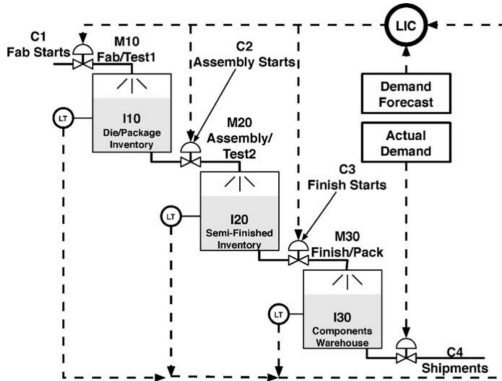 LIC
C1
Fab Starts
M10
Fab/Test1
C2
Assembly Starts
Demand
Forecast
LT
I10
Die/Package
Inventory
M20
Assembly/
Test2
Actual
Demand
C3
Finish Starts
LT
I20
Semi-Finished
Inventory
M30
Finish/Pack
LT
I30
Components
Warehouse
C4
Shipments